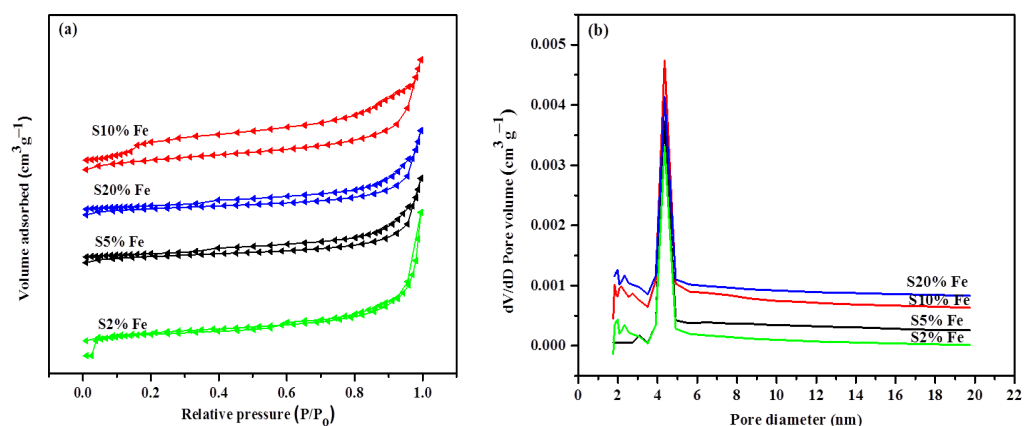 (a)
S10% Fe
S20% Fe
S5% Fe
S2% Fe
Volume adsorbed (cm³g⁻¹)
0.0 0.2 0.4 0.6 0.8 1.0
Relative pressure (P/P₀)
(b)
0.005
0.004
0.003
0.002
0.001
0.000
dV/dD Pore volume (cm³ g⁻¹)
S20% Fe
S10% Fe
S5% Fe
S2% Fe
0 2 4 6 8 10 12 14 16 18 20 22
Pore diameter (nm)